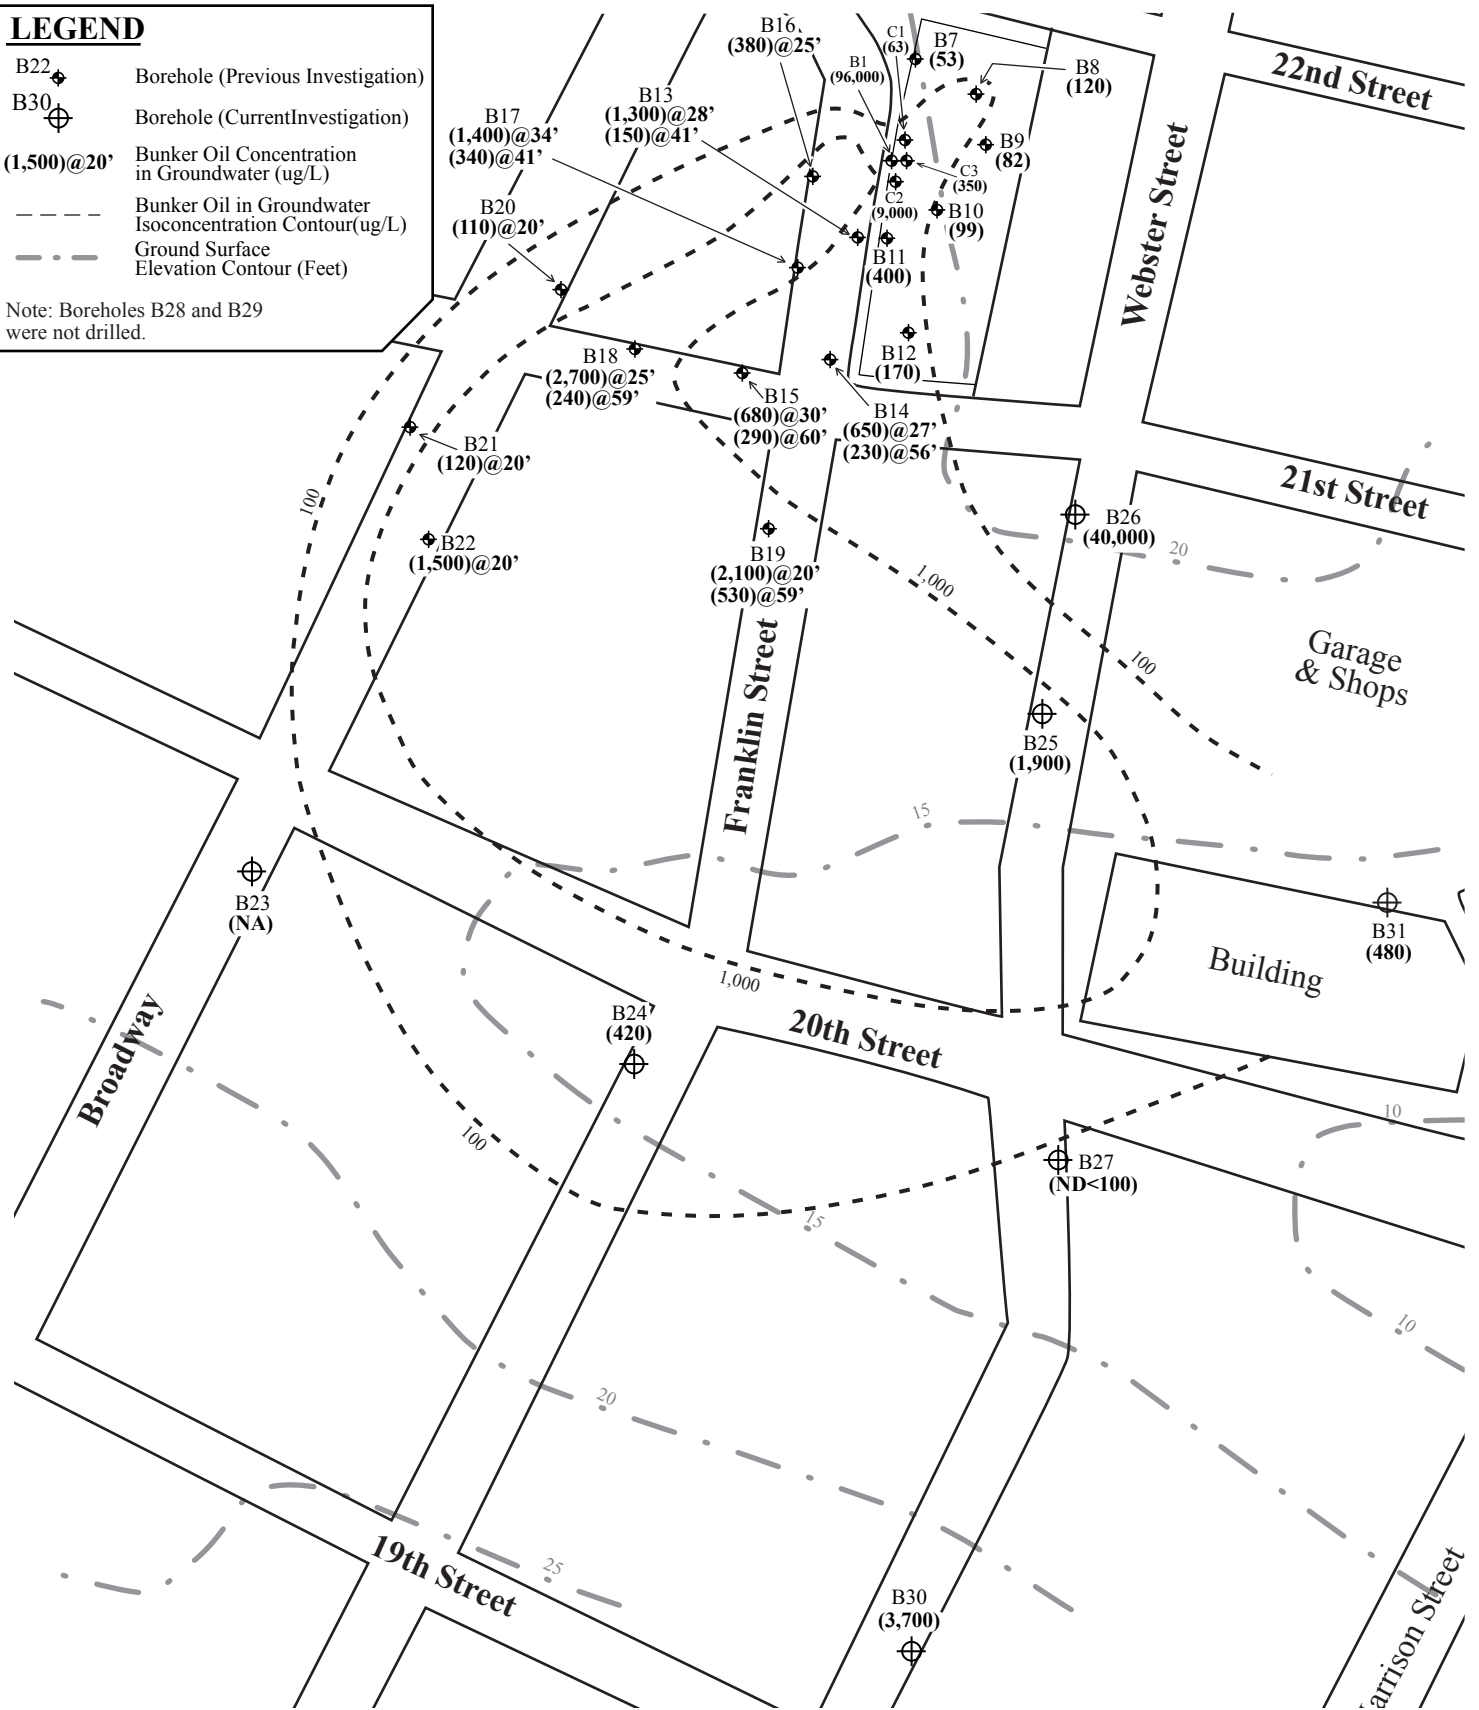 LEGEND
B22
Borehole (Previous Investigation)
B30
Borehole (CurrentInvestigation)
(1,500)@20’
Bunker Oil Concentration
in Groundwater (ug/L)
Bunker Oil in Groundwater
Isoconcentration Contour(ug/L)
Ground Surface
Elevation Contour (Feet)
Note: Boreholes B28 and B29
were not drilled.
B16
(380)@25’
C1
(63)
B7
(53)
B1
(96,000)
B8
(120)
22nd Street
B13
(1,300)@28’
(150)@41’
B17
(1,400)@34’
(340)@41’
B9
(82)
C3
(350)
C2
(9,000)
B20
(110)@20’
B10
(99)
B11
(400)
Webster Street
B12
(170)
B18
(2,700)@25’
(240)@59’
B15
(680)@30’
(290)@60’
B14
(650)@27’
(230)@56’
B21
(120)@20’
100
21st Street
B26
(40,000)
20
B22
(1,500)@20’
B19
(2,100)@20’
(530)@59’
1,000
Garage
& Shops
100
Franklin Street
B25
(1,900)
15
B23
(NA)
B31
(480)
Building
1,000
B24
(420)
20th Street
Broadway
10
100
B27
(ND<100)
15
10
20
19th Street
25
B30
(3,700)
arrison Street